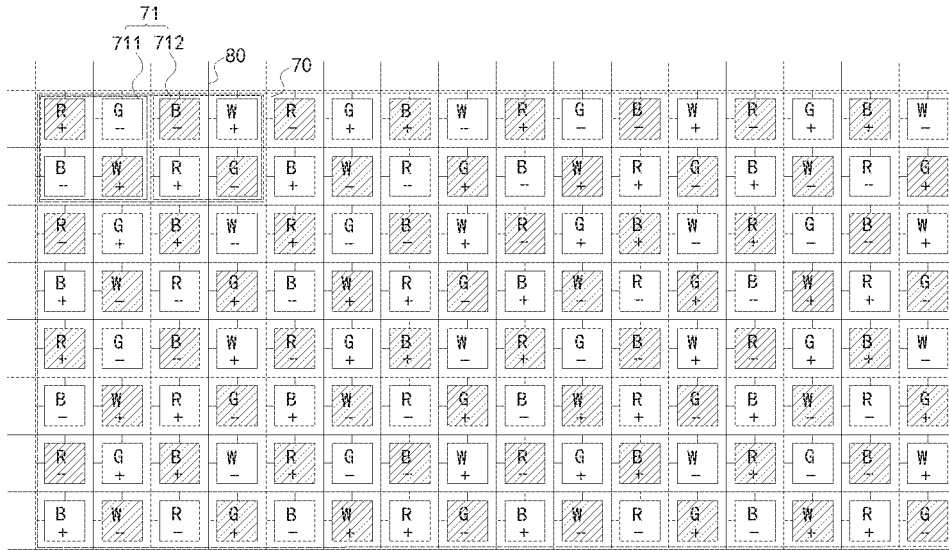 71
711 712 80 70
R G B W R G B W R G B W R G B W
+ - - + - + + - + - - + - + + -
B W R G B W R G B W R G B W R G
- + + - + - - + - + + - + - - +
R G B W R G B W R G B W R G B W
- + + - + - - + - + + - + - - +
B W R G B W R G B W R G B W R G
+ - - + - + + - + - - + - + + -
R G B W R G B W R G B W R G B W
+ - - + - + + - + - - + - + + -
B W R G B W R G B W R G B W R G
- + + - + - - + - + + - + - - +
R G B W R G B W R G B W R G B W
- + + - + - - + - + + - + - - +
B W R G B W R G B W R G B W R G
+ - - + - + + - + - - + - + + -